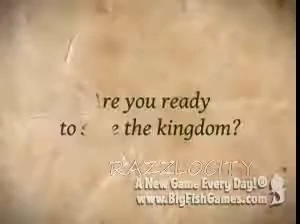 re you ready
to the kingdom?
RAZZLOCITY
A New Game Every Day!®
www.BigFishGames.com